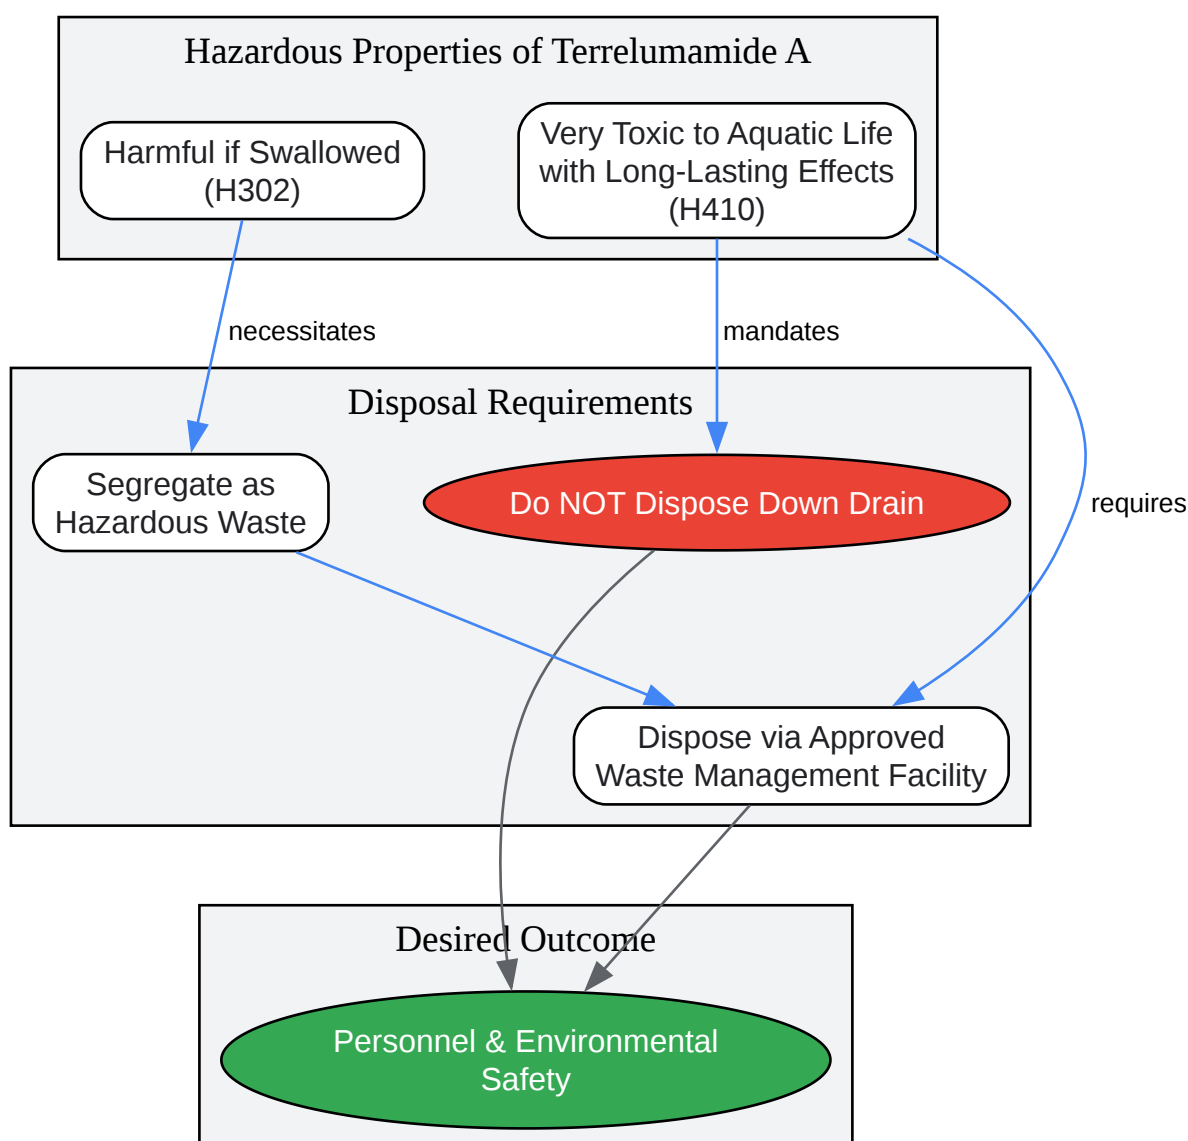 Hazardous Properties of Terrelumamide A
Harmful if Swallowed
(H302)
Very Toxic to Aquatic Life
with Long-Lasting Effects
(H410)
necessitates
mandates
requires
Disposal Requirements
Segregate as
Hazardous Waste
Do NOT Dispose Down Drain
Dispose via Approved
Waste Management Facility
Desired Outcome
Personnel & Environmental
Safety